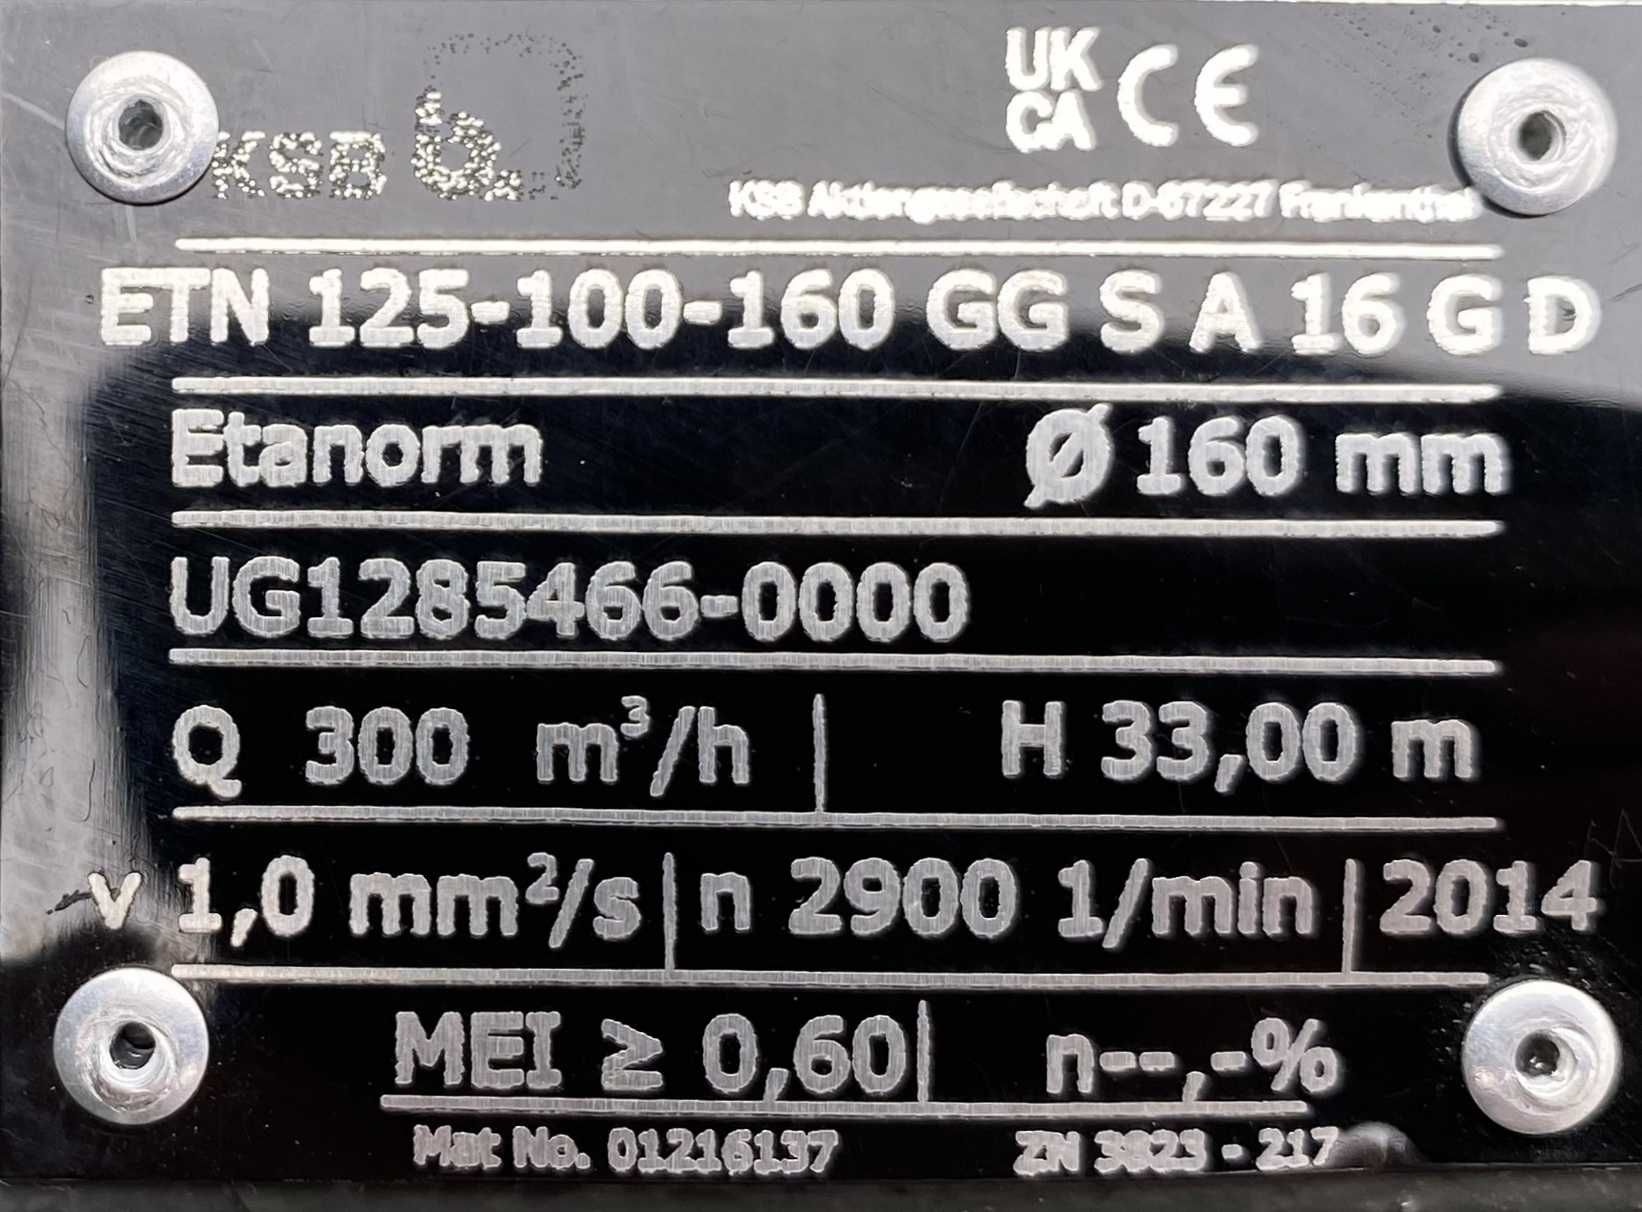 KSB b.
UK CA CE
KSB Aktiengesellschaft D-67227 Frankenthal
ETN 125-100-160 GG S A 16 G D
Etanorm Ø 160 mm
UG1285466-0000
Q 300 m³/h H 33,00 m
v 1,0 mm²/s n 2900 1/min 2014
MEI ≥ 0,60 n--,-%
Mat No. 01216137 ZN 3823 - 217